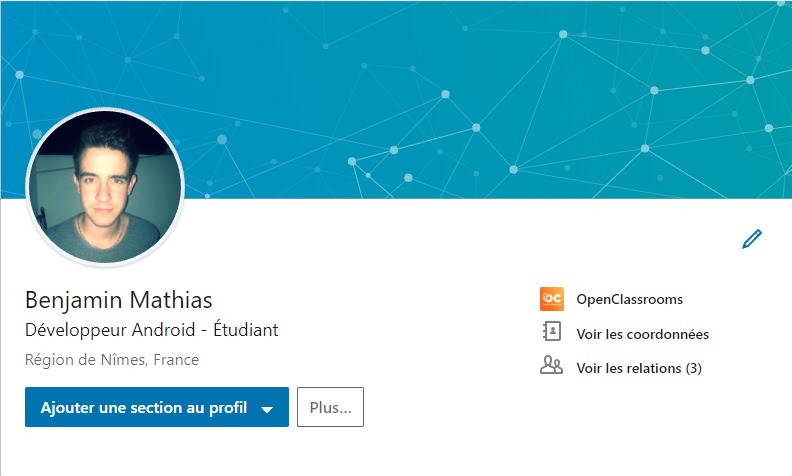 Benjamin Mathias
Développeur Android - Étudiant
Région de Nîmes, France
Ajouter une section au profil
Plus...
OC
OpenClassrooms
Voir les coordonnées
Voir les relations (3)